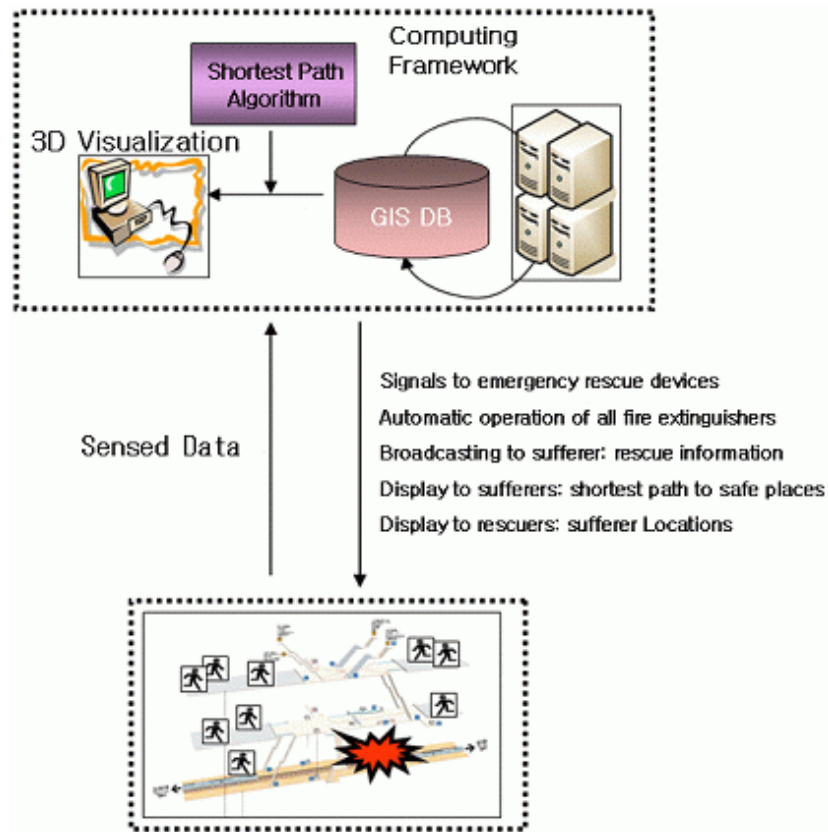 Computing
Framework
Shortest Path
Algorithm
3D Visualization
GIS DB
Signals to emergency rescue devices
Automatic operation of all fire extinguishers
Sensed Data
Broadcasting to sufferer: rescue information
Display to sufferers: shortest path to safe places
Display to rescuers: sufferer Locations